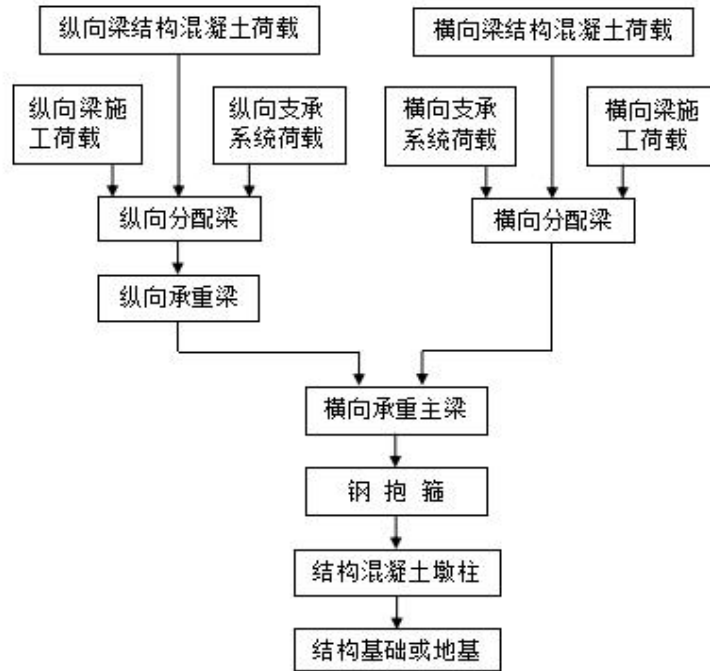 纵向梁结构混凝土荷载
横向梁结构混凝土荷载
纵向梁施
工荷载
纵向支承
系统荷载
横向支承
系统荷载
横向梁施
工荷载
纵向分配梁
横向分配梁
纵向承重梁
横向承重主梁
钢 抱 箍
结构混凝土墩柱
结构基础或地基